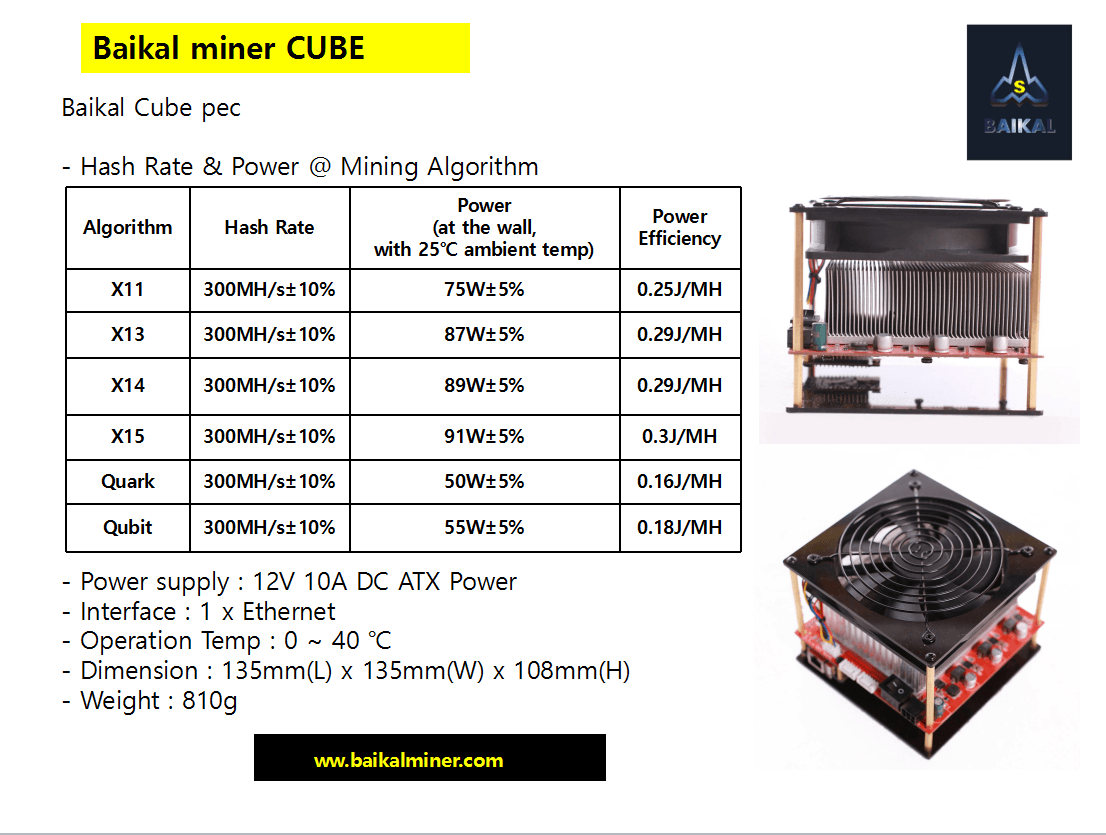 Baikal miner CUBE
S
BAIKAL
Baikal Cube pec
- Hash Rate & Power @ Mining Algorithm
Algorithm Hash Rate Power (at the wall, with 25℃ ambient temp) Power Efficiency
X11 300MH/s±10% 75W±5% 0.25J/MH
X13 300MH/s±10% 87W±5% 0.29J/MH
X14 300MH/s±10% 89W±5% 0.29J/MH
X15 300MH/s±10% 91W±5% 0.3J/MH
Quark 300MH/s±10% 50W±5% 0.16J/MH
Qubit 300MH/s±10% 55W±5% 0.18J/MH
- Power supply : 12V 10A DC ATX Power
- Interface : 1 x Ethernet
- Operation Temp : 0 ~ 40 ℃
- Dimension : 135mm(L) x 135mm(W) x 108mm(H)
- Weight : 810g
ww.baikalminer.com